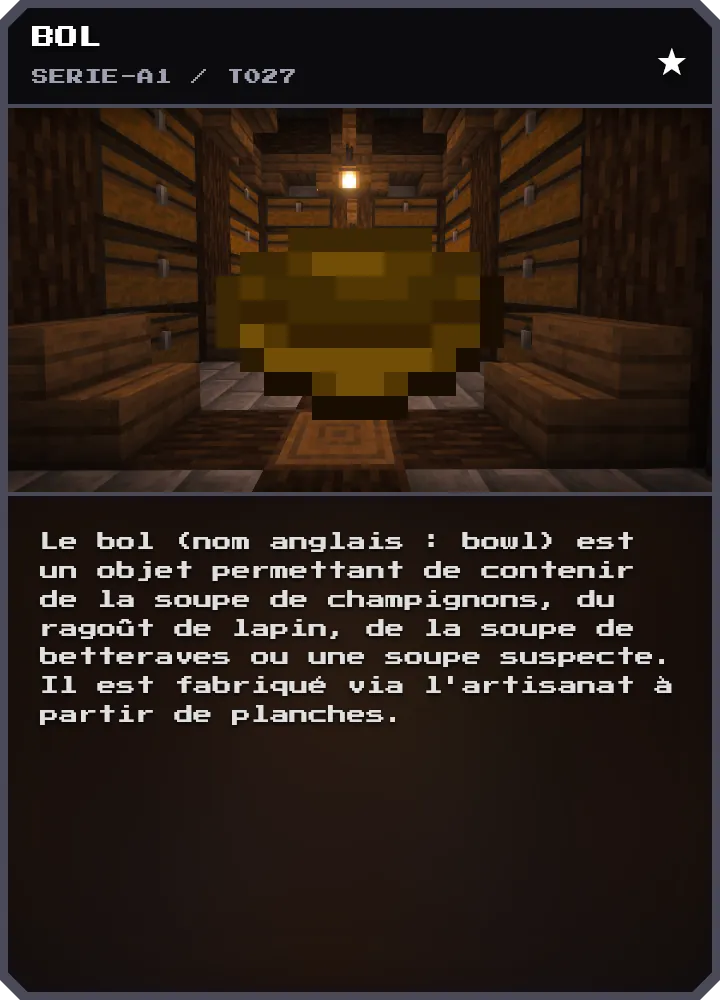 BOL
SERIE-A1 / T027
Le bol (nom anglais : bowl) est
un objet permettant de contenir
de la soupe de champignons, du
ragoût de lapin, de la soupe de
betteraves ou une soupe suspecte.
Il est fabriqué via l'artisanat à
partir de planches.